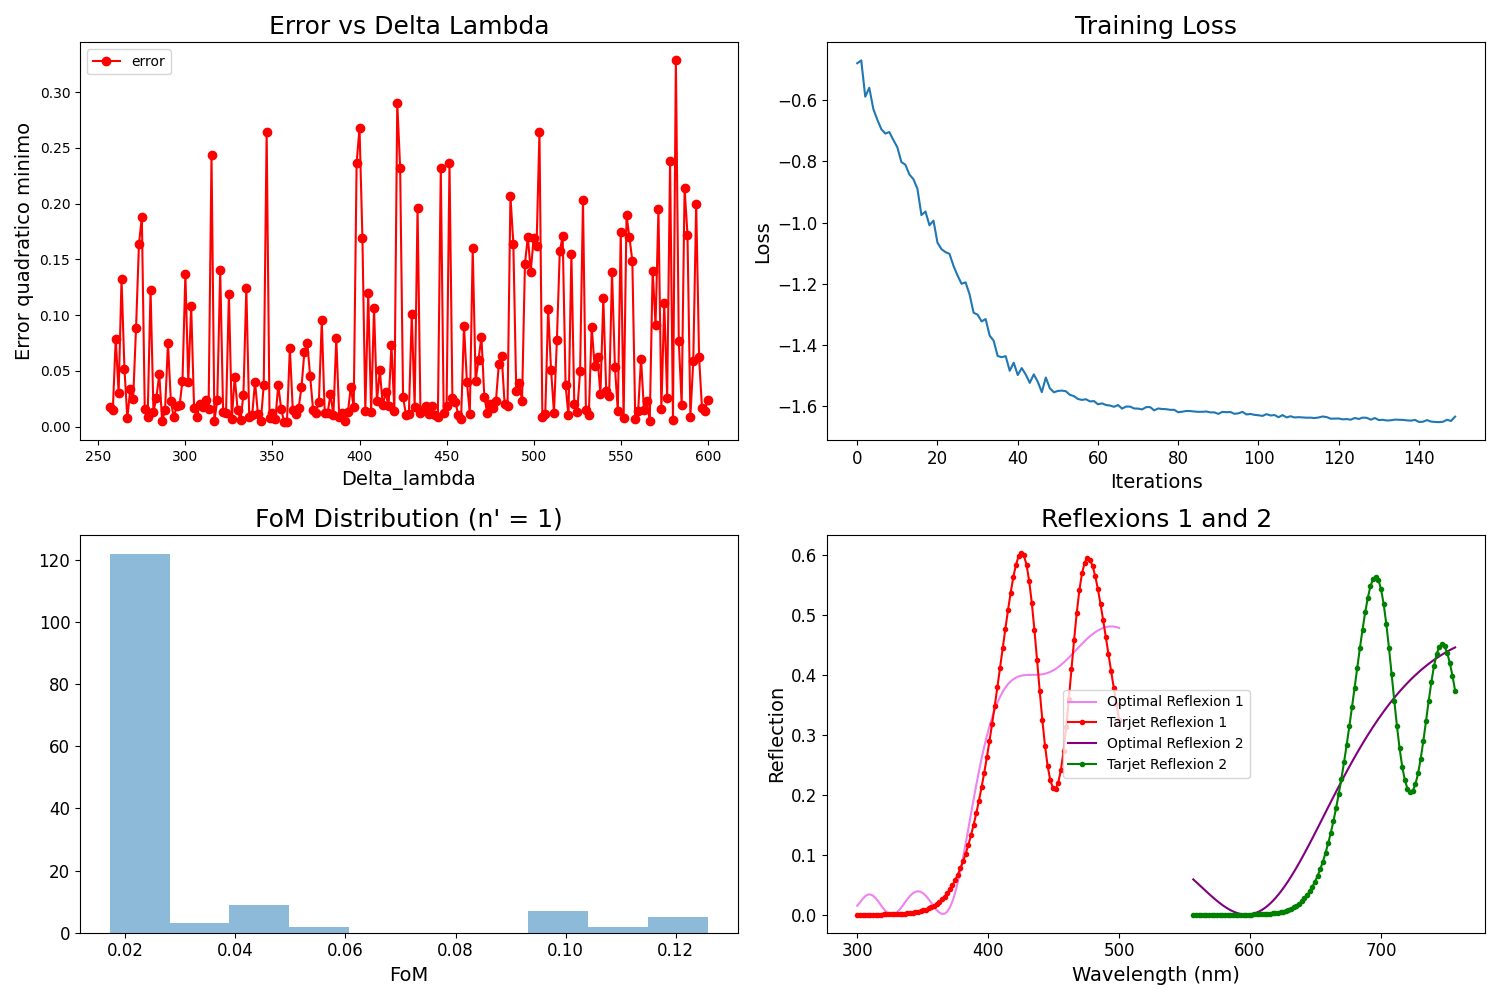 Error vs Delta Lambda
error
Error quadratico minimo
0.30
0.25
0.20
0.15
0.10
0.05
0.00
250 300 350 400 450 500 550 600
Delta_lambda
Training Loss
Loss
−0.6
−0.8
−1.0
−1.2
−1.4
−1.6
0 20 40 60 80 100 120 140
Iterations
FoM Distribution (n' = 1)
120
100
80
60
40
20
0
0.02 0.04 0.06 0.08 0.10 0.12
FoM
Reflexions 1 and 2
Reflection
0.6
0.5
0.4
0.3
0.2
0.1
0.0
Optimal Reflexion 1
Tarjet Reflexion 1
Optimal Reflexion 2
Tarjet Reflexion 2
300 400 500 600 700
Wavelength (nm)